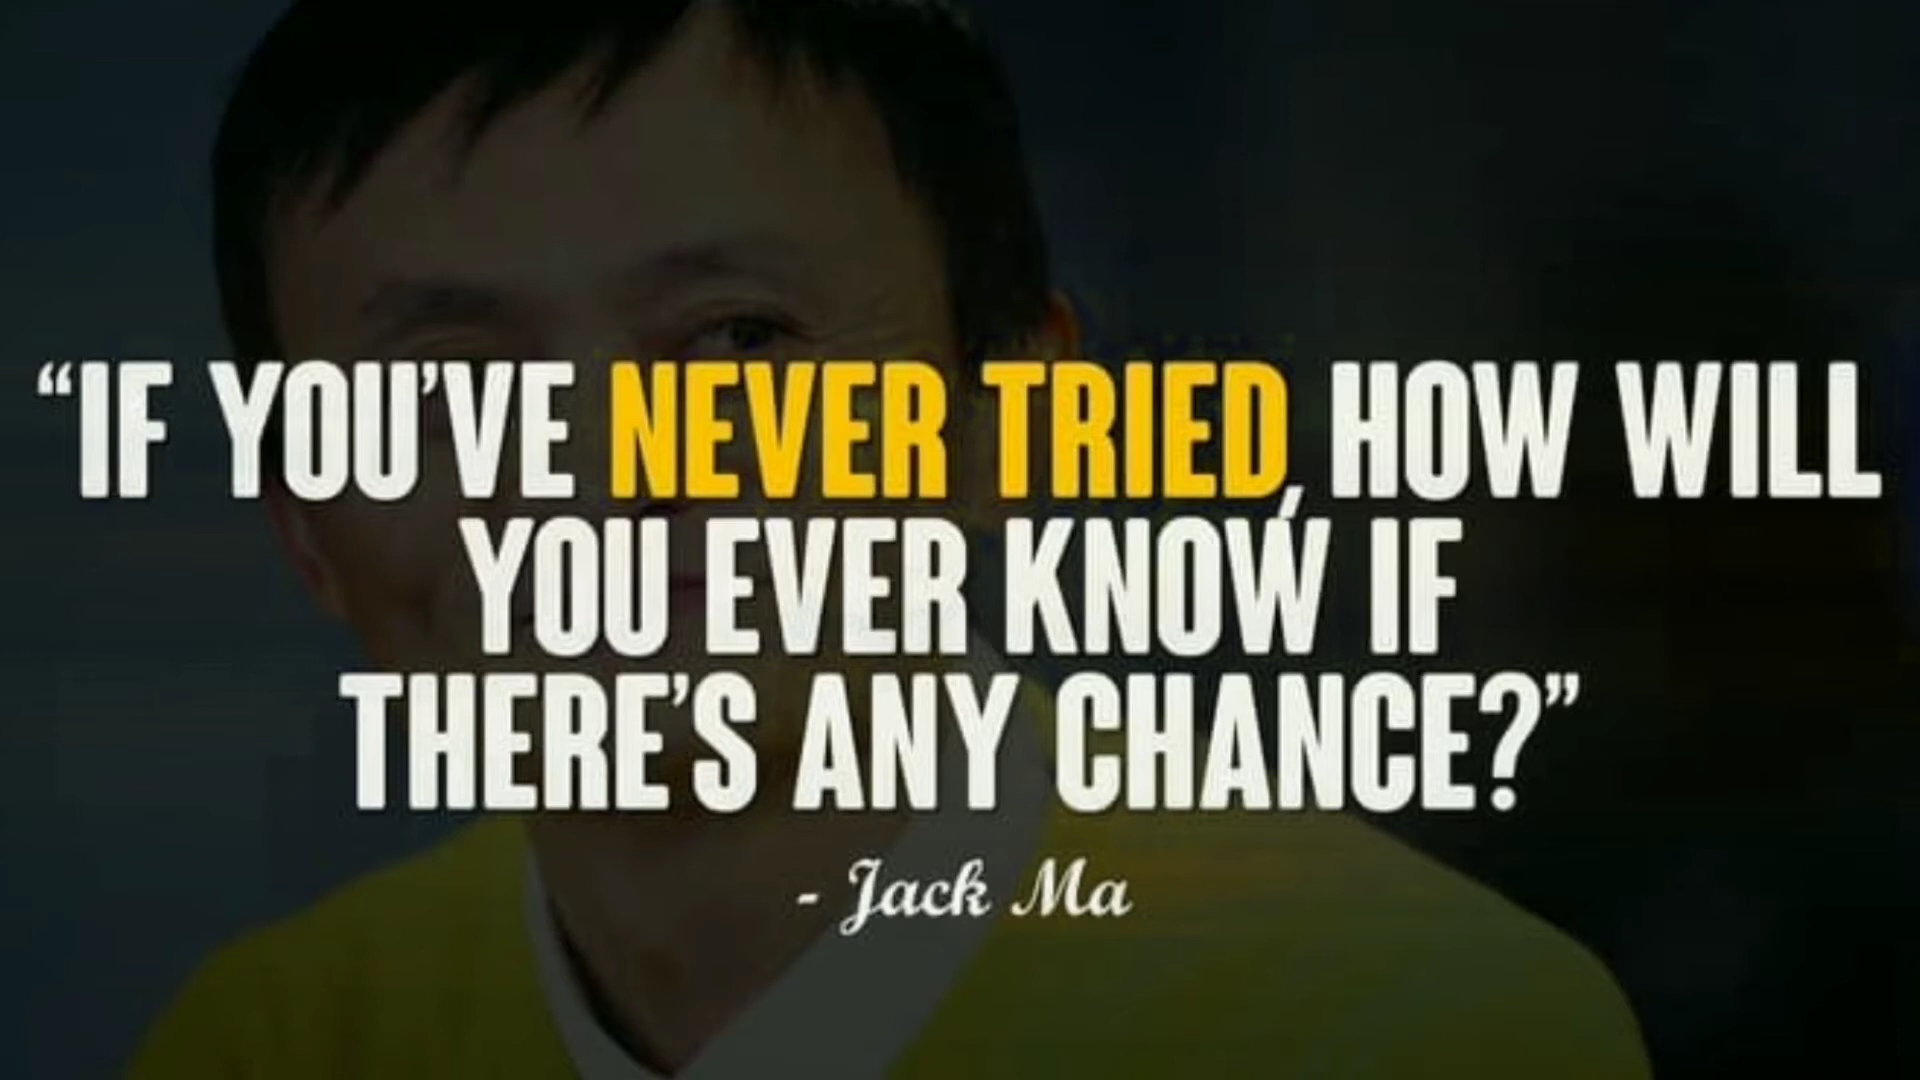 “IF YOU’VE NEVER TRIED, HOW WILL
YOU EVER KNOW IF
THERE’S ANY CHANCE?”
- Jack Ma